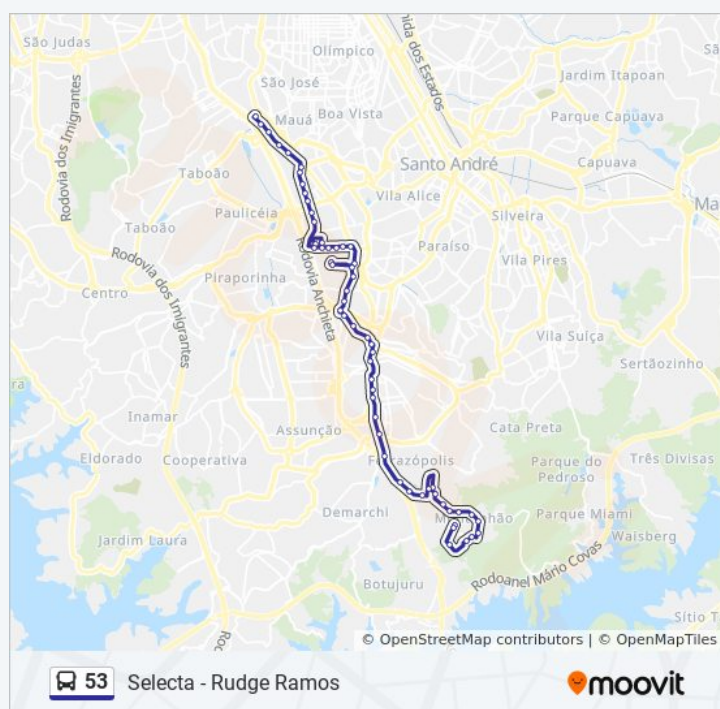 São Judas
Olímpico
São José
nida dos Estados
Jardim Itapoan
Mauá
Boa Vista
Parque Capuava
Rodovia dos Imigrantes
Taboão
Santo André
Capuava
Vila Alice
Paulicéia
Silveira
Taboão
Paraíso
Vila Pires
Rodovia dos Imigrantes
Piraporinha
Rodovia Anchieta
Centro
Vila Suíça
Sertãozinho
Inamar
Assunção
Cata Preta
Eldorado
Cooperativa
Parque do
Pedroso
Três Divisas
Demarchi
Parque Miami
Waisberg
Jardim Laura
Rodoanel Mário Covas
Botujuru
Sítio T
© OpenStreetMap contributors | © OpenMapTiles
53 Selecta - Rudge Ramos
moovit